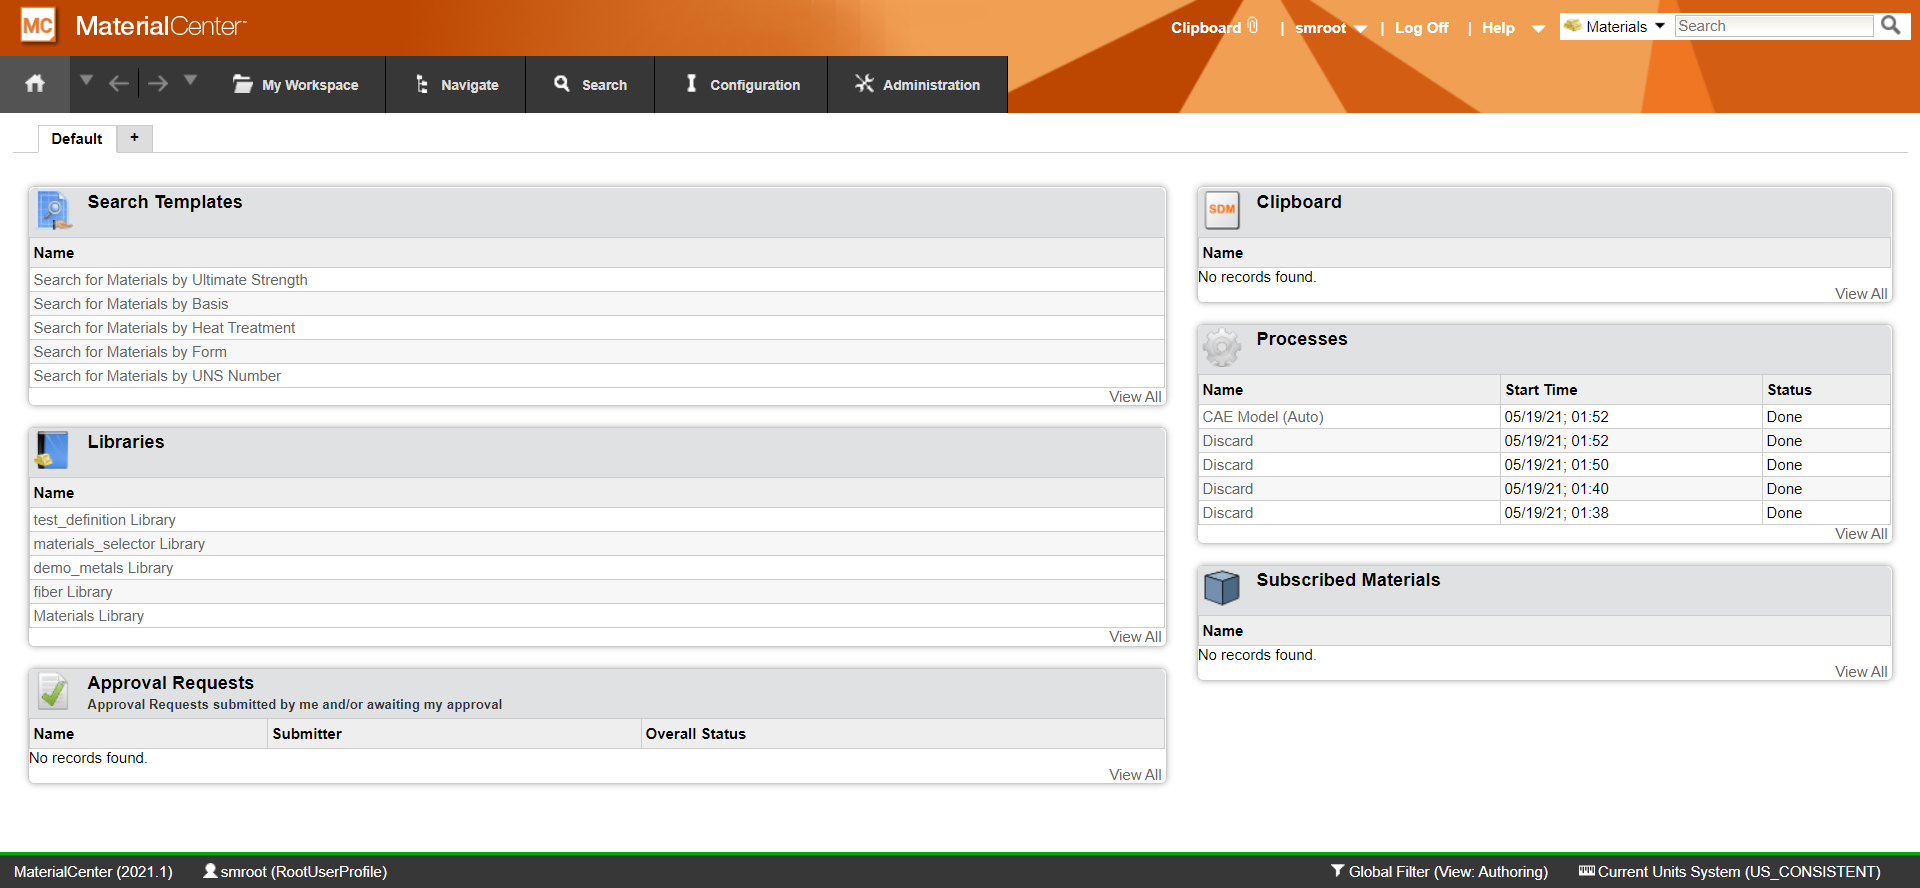 MC MaterialCenter™
Clipboard | smroot | Log Off | Help Materials Search
My Workspace Navigate Search Configuration Administration
Default +
Search Templates
Name
Search for Materials by Ultimate Strength
Search for Materials by Basis
Search for Materials by Heat Treatment
Search for Materials by Form
Search for Materials by UNS Number
View All
Libraries
Name
test_definition Library
materials_selector Library
demo_metals Library
fiber Library
Materials Library
View All
Approval Requests
Approval Requests submitted by me and/or awaiting my approval
Name Submitter Overall Status
No records found.
View All
SDM Clipboard
Name
No records found.
View All
Processes
Name Start Time Status
CAE Model (Auto) 05/19/21; 01:52 Done
Discard 05/19/21; 01:52 Done
Discard 05/19/21; 01:50 Done
Discard 05/19/21; 01:40 Done
Discard 05/19/21; 01:38 Done
View All
Subscribed Materials
Name
No records found.
View All
MaterialCenter (2021.1) smroot (RootUserProfile) Global Filter (View: Authoring) Current Units System (US_CONSISTENT)